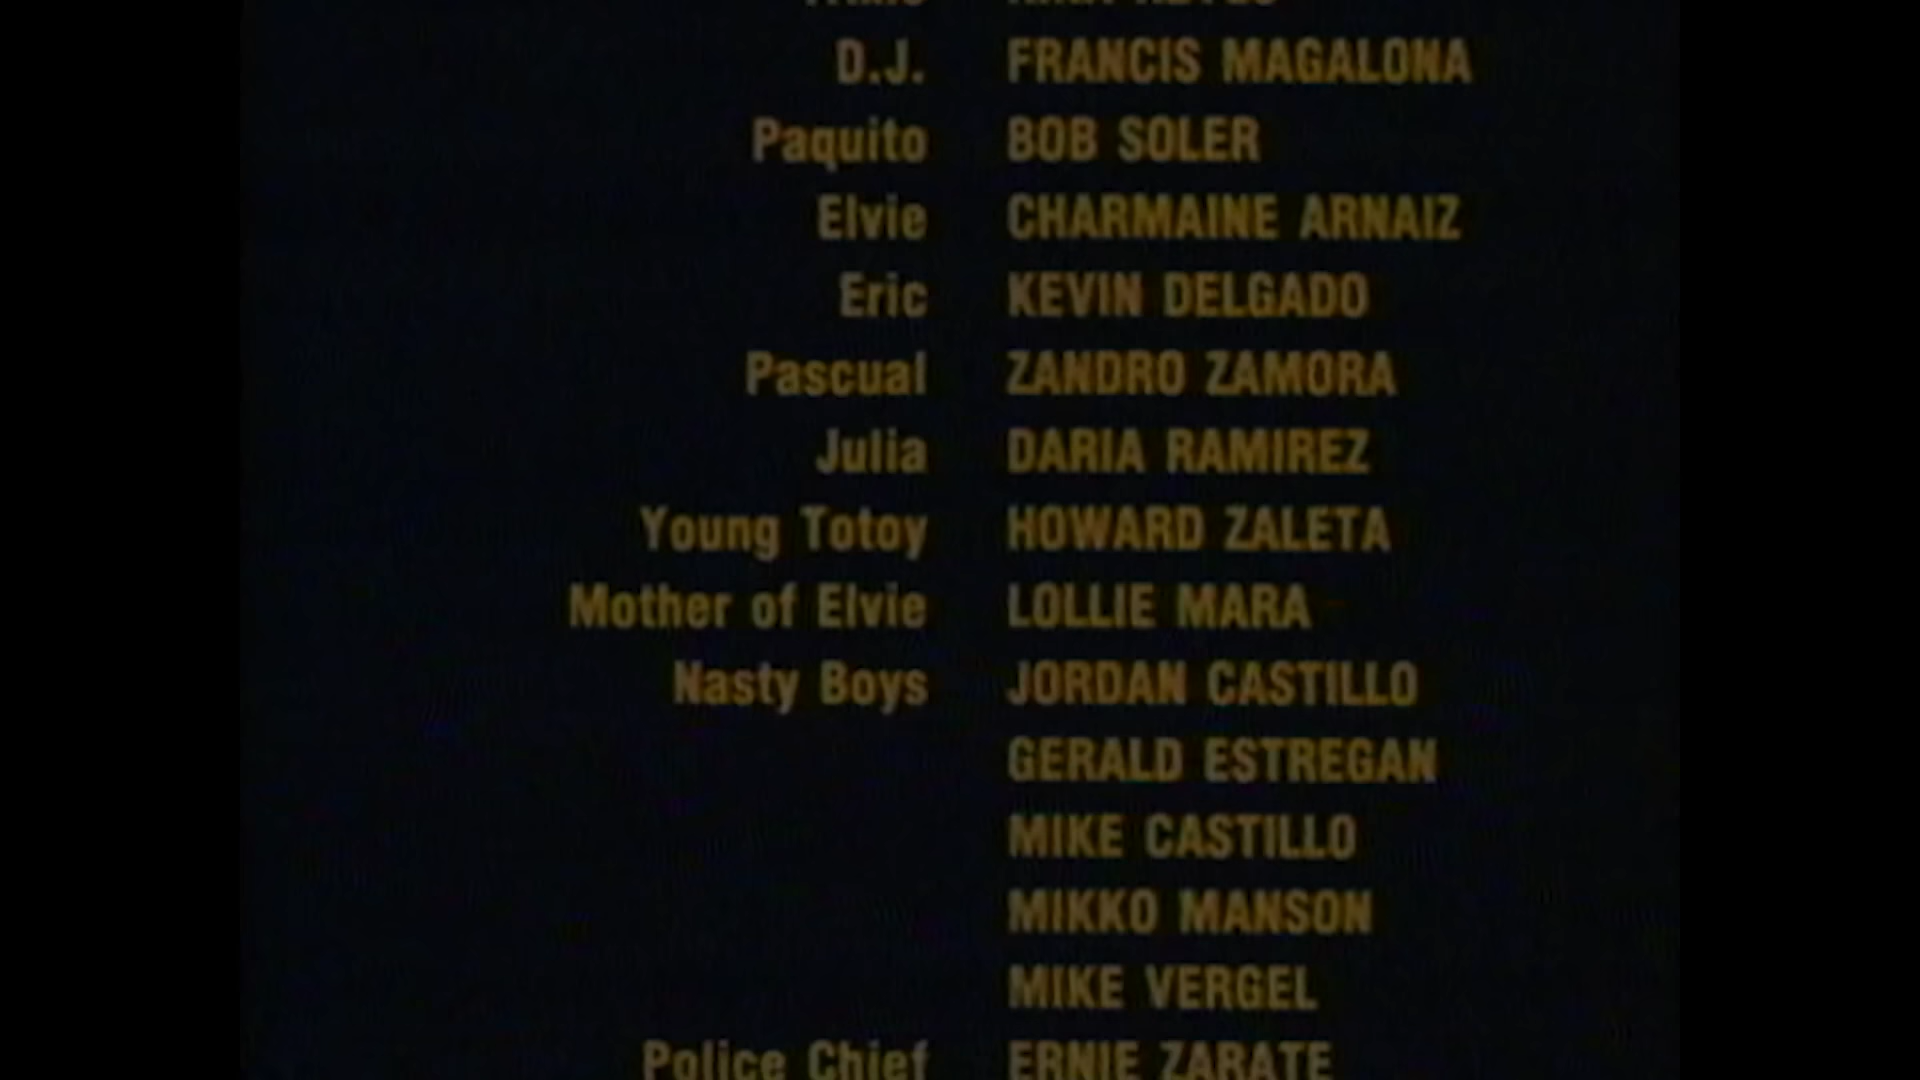 D.J. FRANCIS MAGALONA
Paquito BOB SOLER
Elvie CHARMAINE ARNAIZ
Eric KEVIN DELGADO
Pascual ZANDRO ZAMORA
Julia DARIA RAMIREZ
Young Totoy HOWARD ZALETA
Mother of Elvie LOLLIE MARA
Nasty Boys JORDAN CASTILLO
GERALD ESTREGAN
MIKE CASTILLO
MIKKO MANSON
MIKE VERGEL
Police Chief ERNIE ZARATE